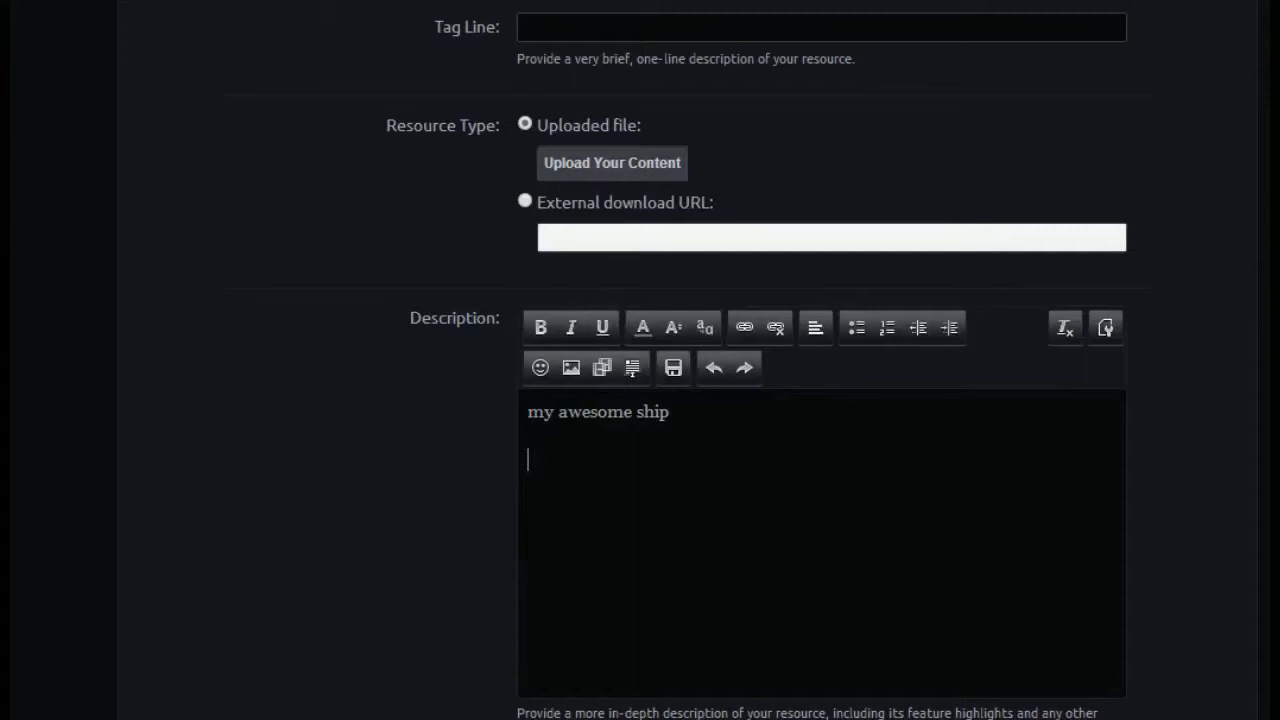 Tag Line:
Provide a very brief, one-line description of your resource.
Resource Type:
Uploaded file:
Upload Your Content
External download URL:
Description:
my awesome ship
Provide a more in-depth description of your resource, including its feature highlights and any other